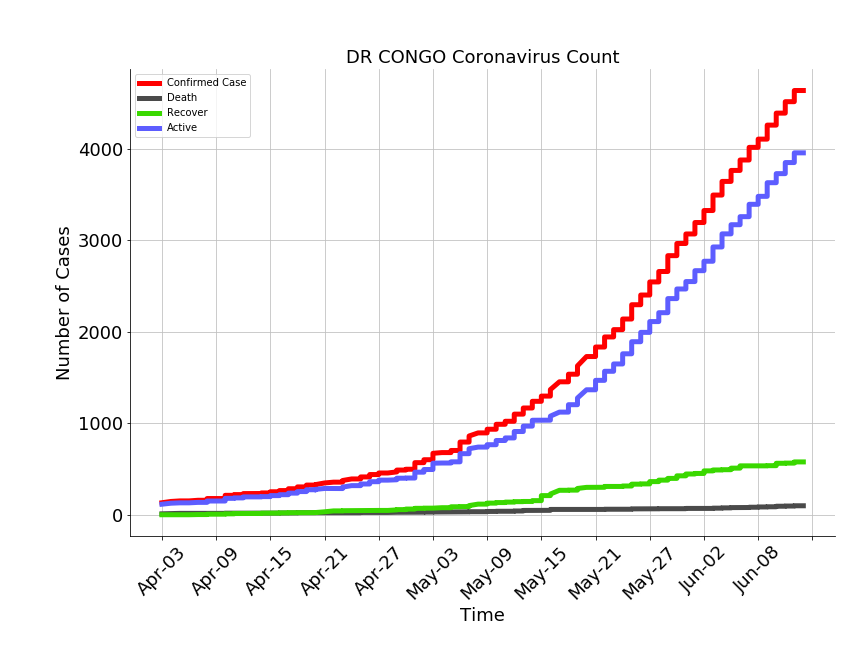 DR CONGO Coronavirus Count
Confirmed Case
Death
Recover
Active
Number of Cases
4000
3000
2000
1000
0
Apr-03
Apr-09
Apr-15
Apr-21
Apr-27
May-03
May-09
May-15
May-21
May-27
Jun-02
Jun-08
Time